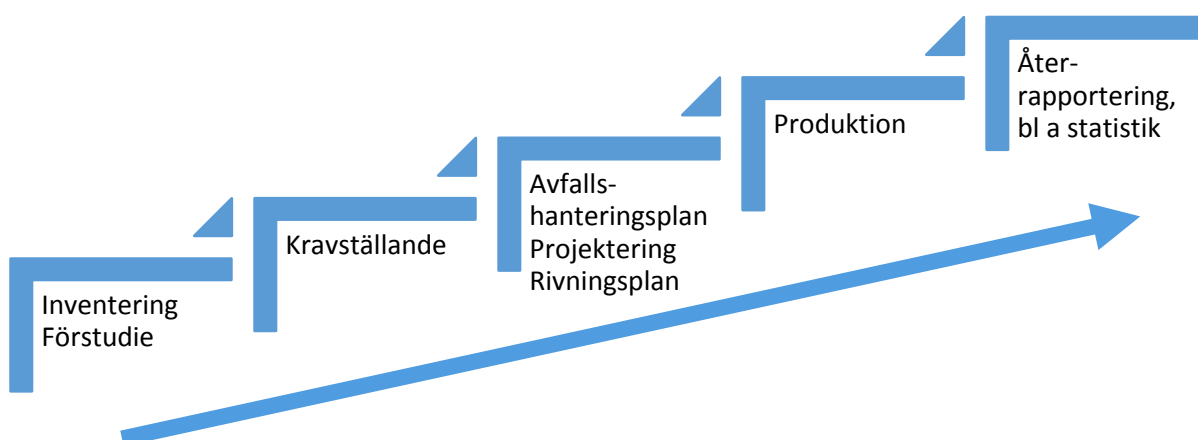 Inventering
Förstudie
Kravställande
Avfalls-
hanteringsplan
Projektering
Rivningsplan
Produktion
Åter-
rapportering,
bl a statistik